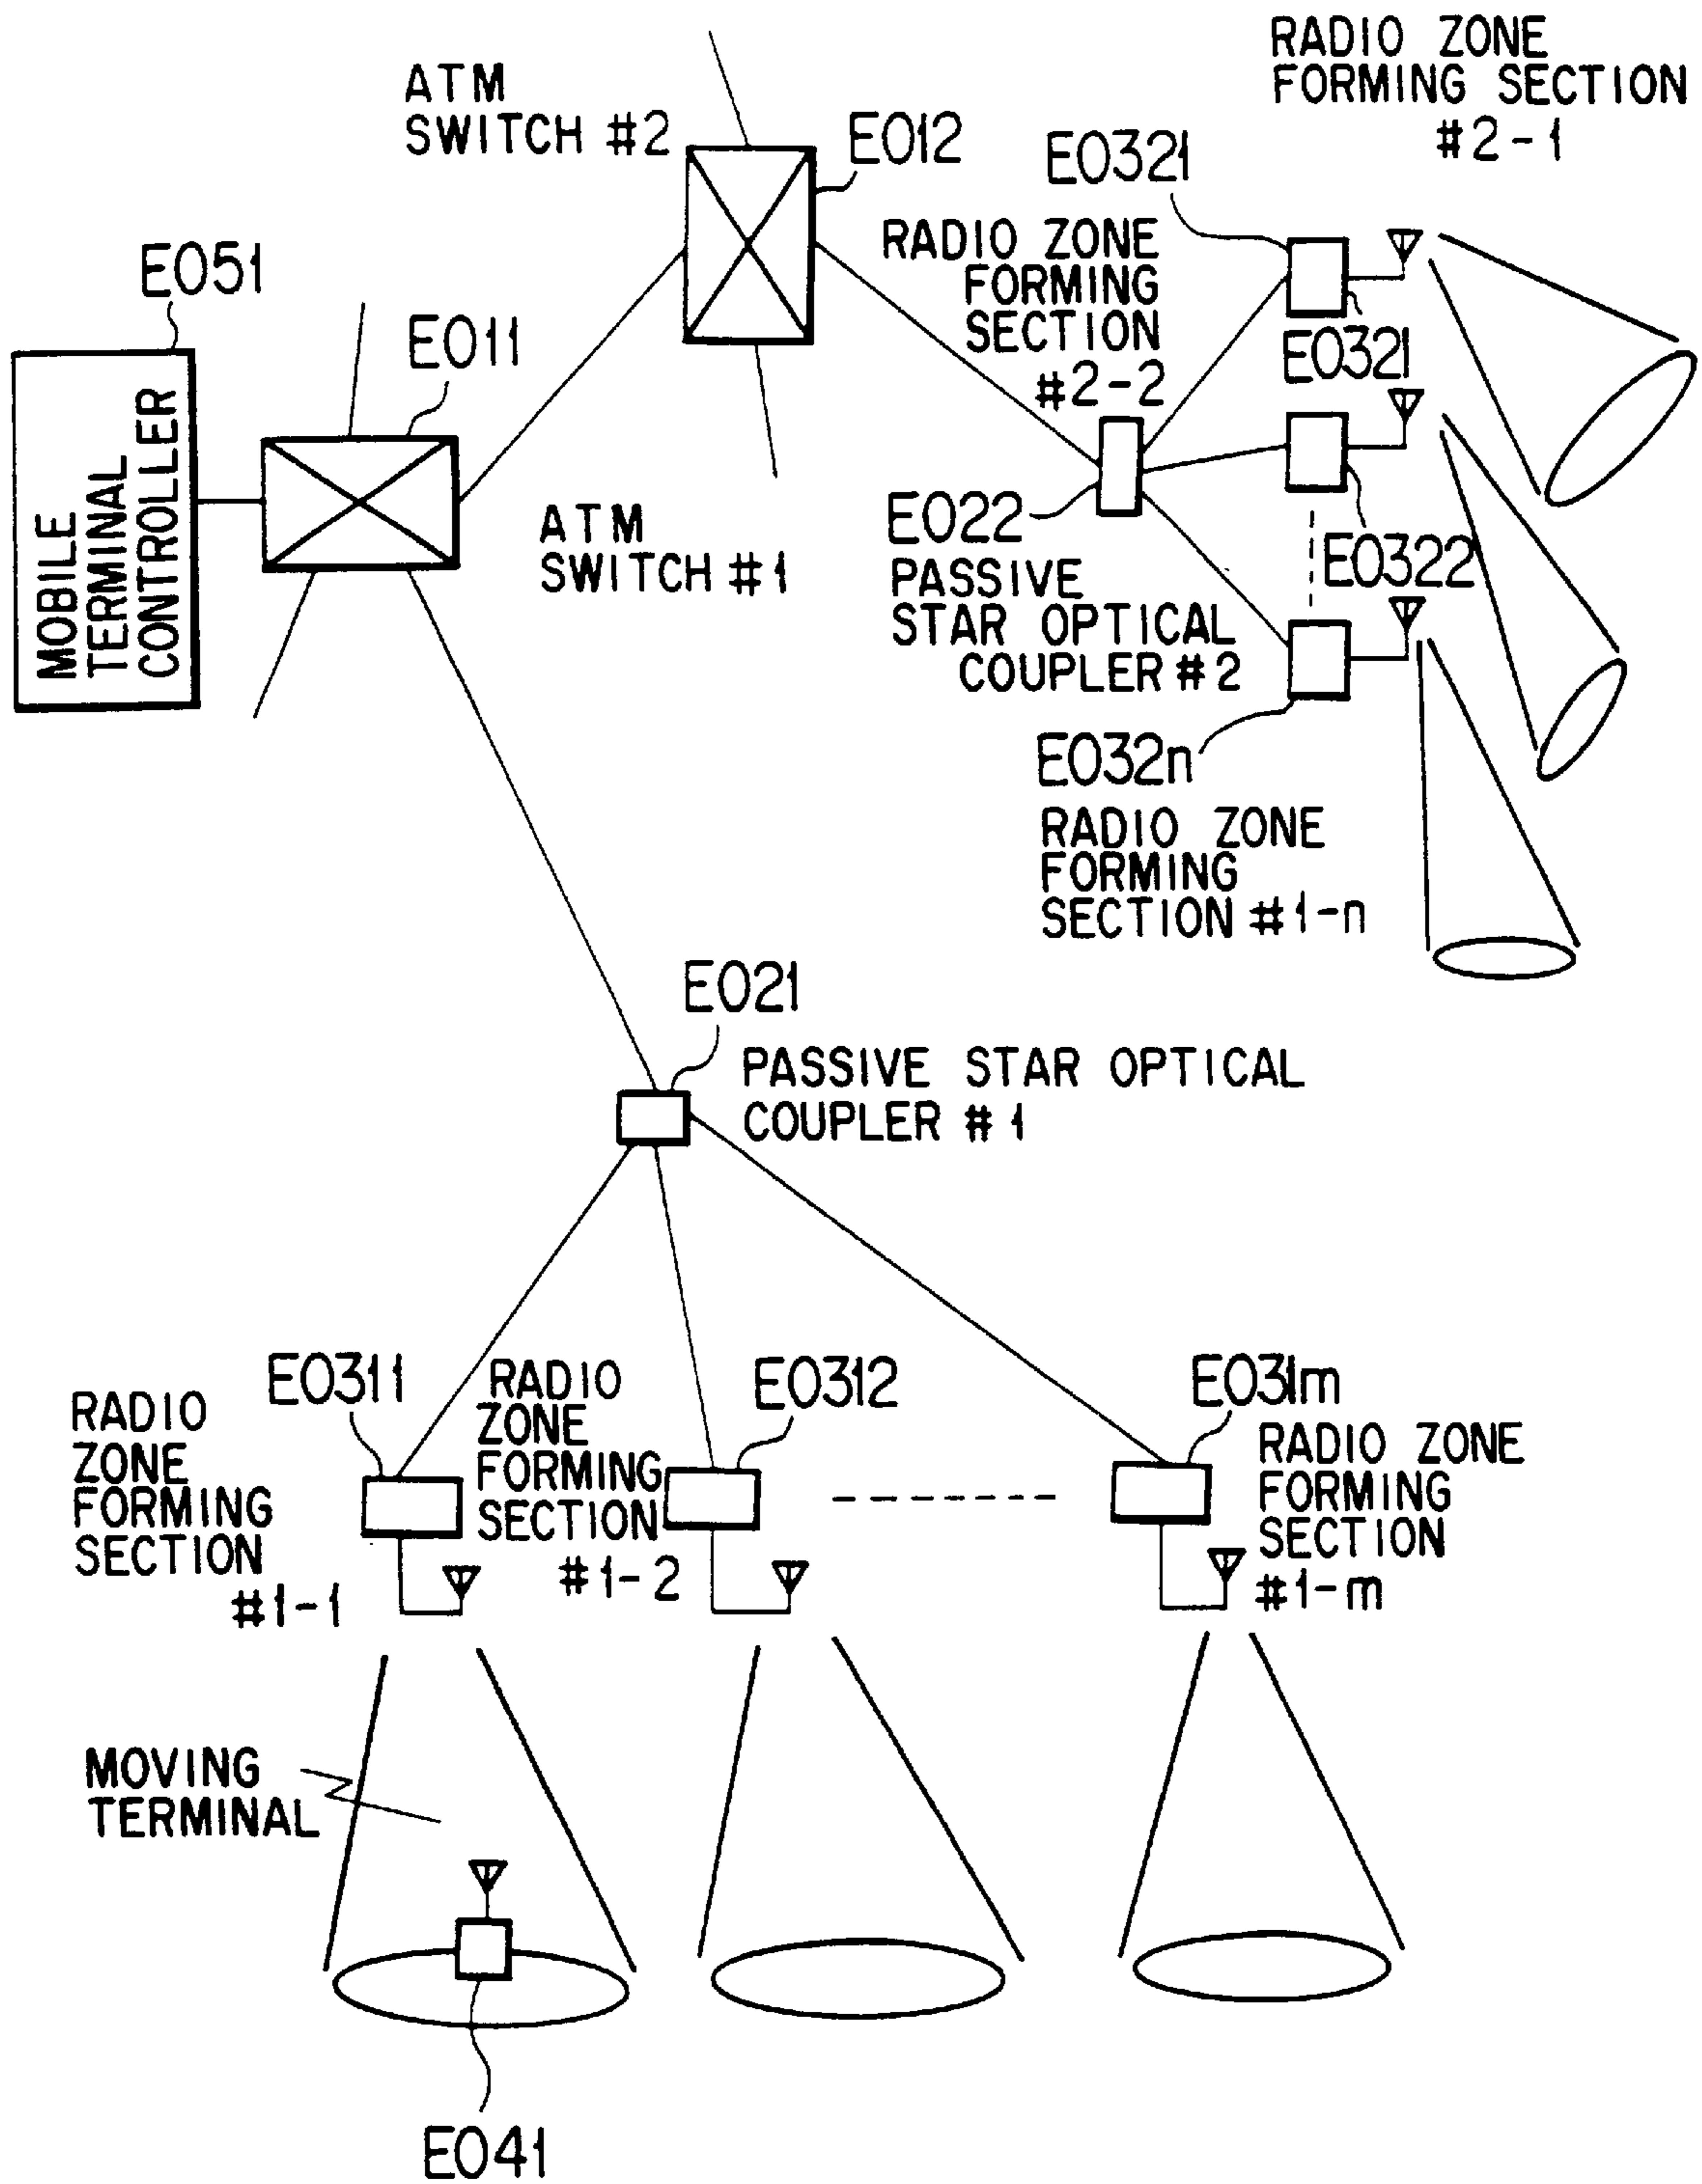 RADIO ZONE
FORMING SECTION
#2-1
ATM
SWITCH #2
E012
E0321
RADIO ZONE
FORMING
SECTION
#2-2
E051
E011
E0321
MOBILE
TERMINAL
CONTROLLER
ATM
SWITCH #1
E022
E0322
PASSIVE
STAR OPTICAL
COUPLER #2
E032n
RADIO ZONE
FORMING
SECTION #1-n
E021
PASSIVE STAR OPTICAL
COUPLER #1
E0311
RADIO
ZONE
FORMING
SECTION
#1-1
RADIO
ZONE
FORMING
SECTION
#1-2
E0312
E031m
RADIO ZONE
FORMING
SECTION
#1-m
MOVING
TERMINAL
E041